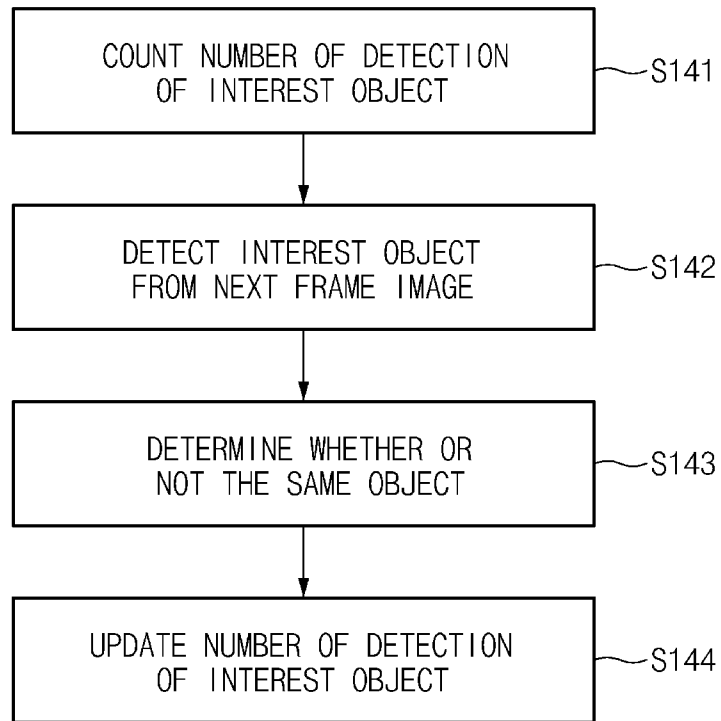 COUNT NUMBER OF DETECTION
OF INTEREST OBJECT
S141
DETECT INTEREST OBJECT
FROM NEXT FRAME IMAGE
S142
DETERMINE WHETHER OR
NOT THE SAME OBJECT
S143
UPDATE NUMBER OF DETECTION
OF INTEREST OBJECT
S144